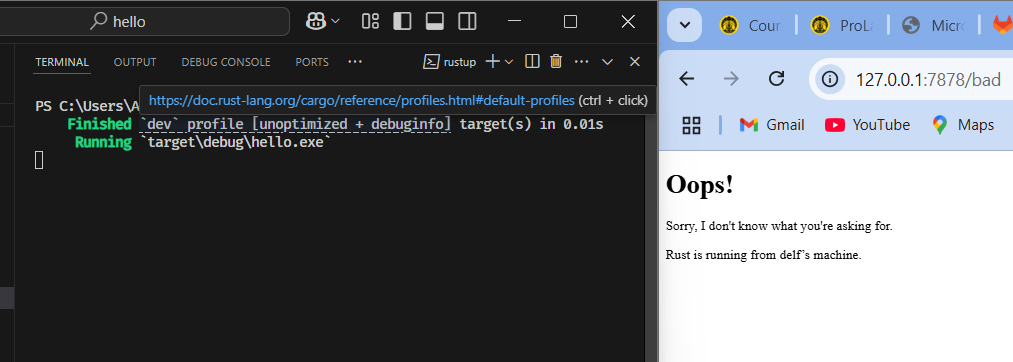 hello
TERMINAL OUTPUT DEBUG CONSOLE PORTS ... rustup
https://doc.rust-lang.org/cargo/reference/profiles.html#default-profiles (ctrl + click)
PS C:\Users\A
Finished `dev` profile [unoptimized + debuginfo] target(s) in 0.01s
Running `target\debug\hello.exe`
Cour ProLa Micro
127.0.0.1:7878/bad
Gmail YouTube Maps
Oops!
Sorry, I don't know what you're asking for.
Rust is running from delf’s machine.